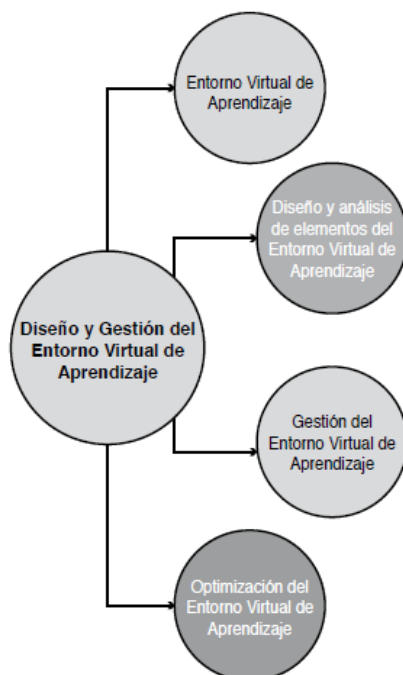 Entorno Virtual de
Aprendizaje
Diseño y análisis
de elementos del
Entorno Virtual de
Aprendizaje
Diseño y Gestión del
Entorno Virtual de
Aprendizaje
Gestión del
Entorno Virtual de
Aprendizaje
Optimización del
Entorno Virtual de
Aprendizaje